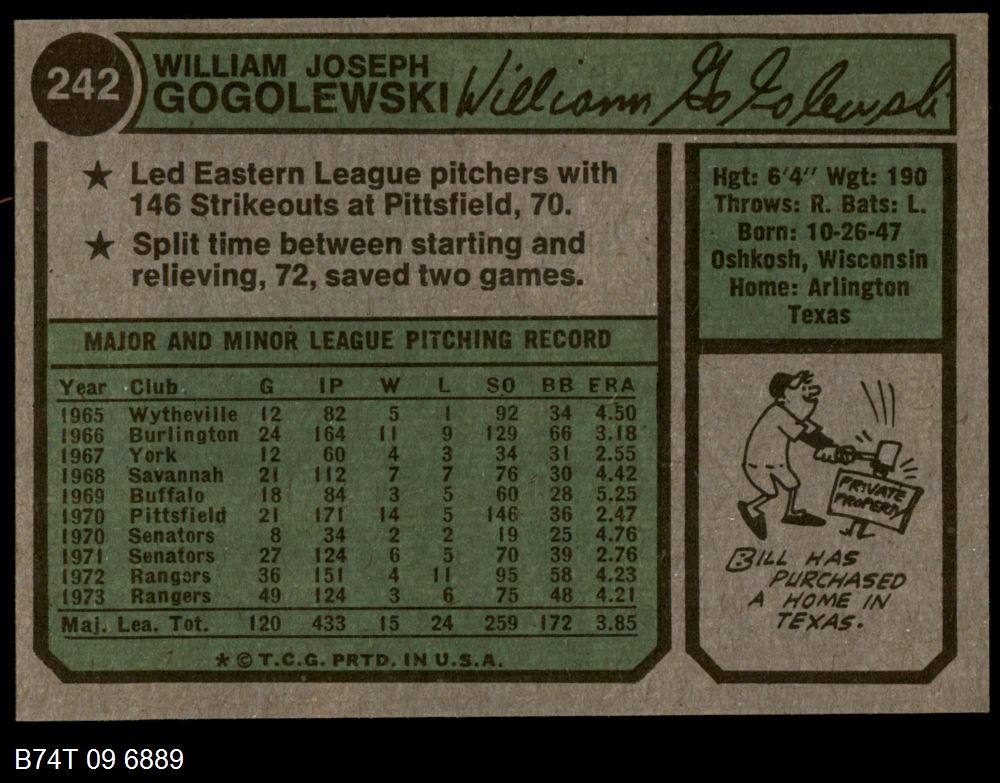 242
WILLIAM JOSEPH
GOGOLEWSKI
William GoGolewski
★ Led Eastern League pitchers with
146 Strikeouts at Pittsfield, 70.
★ Split time between starting and
relieving, 72, saved two games.
Hgt: 6'4" Wgt: 190
Throws: R. Bats: L.
Born: 10-26-47
Oshkosh, Wisconsin
Home: Arlington
Texas
MAJOR AND MINOR LEAGUE PITCHING RECORD
Year Club G IP W L SO BB ERA
1965 Wytheville 12 82 5 1 92 34 4.50
1966 Burlington 24 164 11 9 129 66 3.18
1967 York 12 60 4 3 34 31 2.55
1968 Savannah 21 112 7 7 76 30 4.42
1969 Buffalo 18 84 3 5 60 28 5.25
1970 Pittsfield 21 171 14 5 146 36 2.47
1970 Senators 8 34 2 2 19 25 4.76
1971 Senators 27 124 6 5 70 39 2.76
1972 Rangers 36 151 4 11 95 58 4.23
1973 Rangers 49 124 3 6 75 48 4.21
Maj. Lea. Tot. 120 433 15 24 259 172 3.85
★ © T.C.G. PRTD. IN U.S.A.
PRIVATE
PROPERTY
BILL HAS
PURCHASED
A HOME IN
TEXAS.
B74T 09 6889